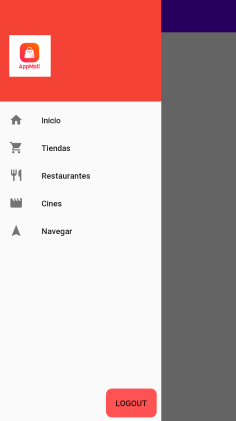 AppMall
Inicio
Tiendas
Restaurantes
Cines
Navegar
LOGOUT